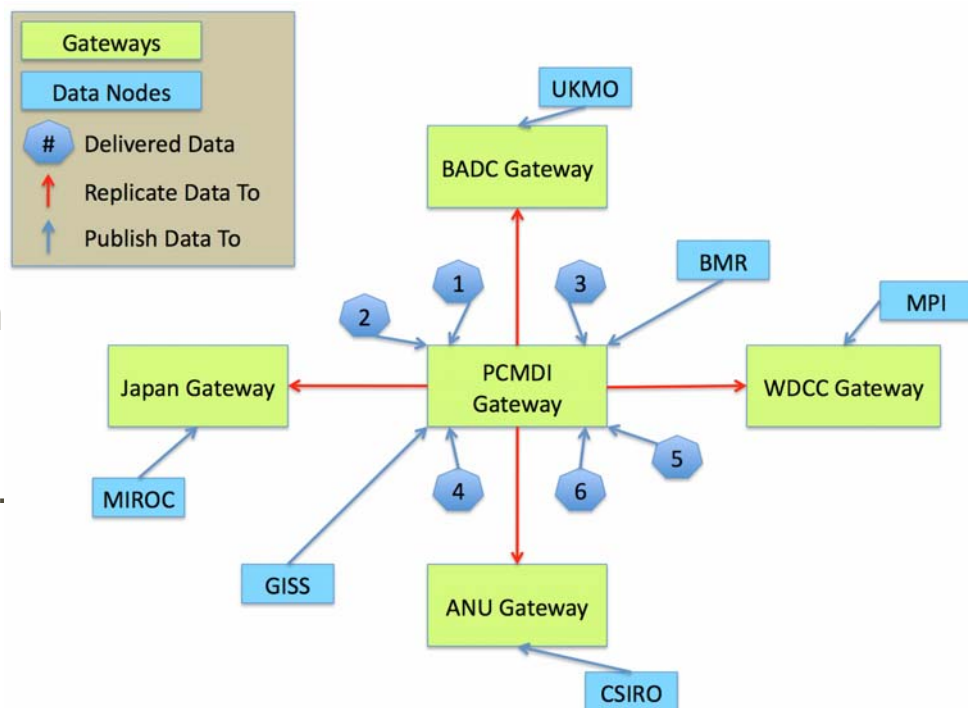 Gateways
Data Nodes
# Delivered Data
Replicate Data To
Publish Data To
UKMO
BADC Gateway
BMR
MPI
1
3
2
Japan Gateway
PCMDI
Gateway
WDCC Gateway
MIROC
4
6
5
GISS
ANU Gateway
CSIRO